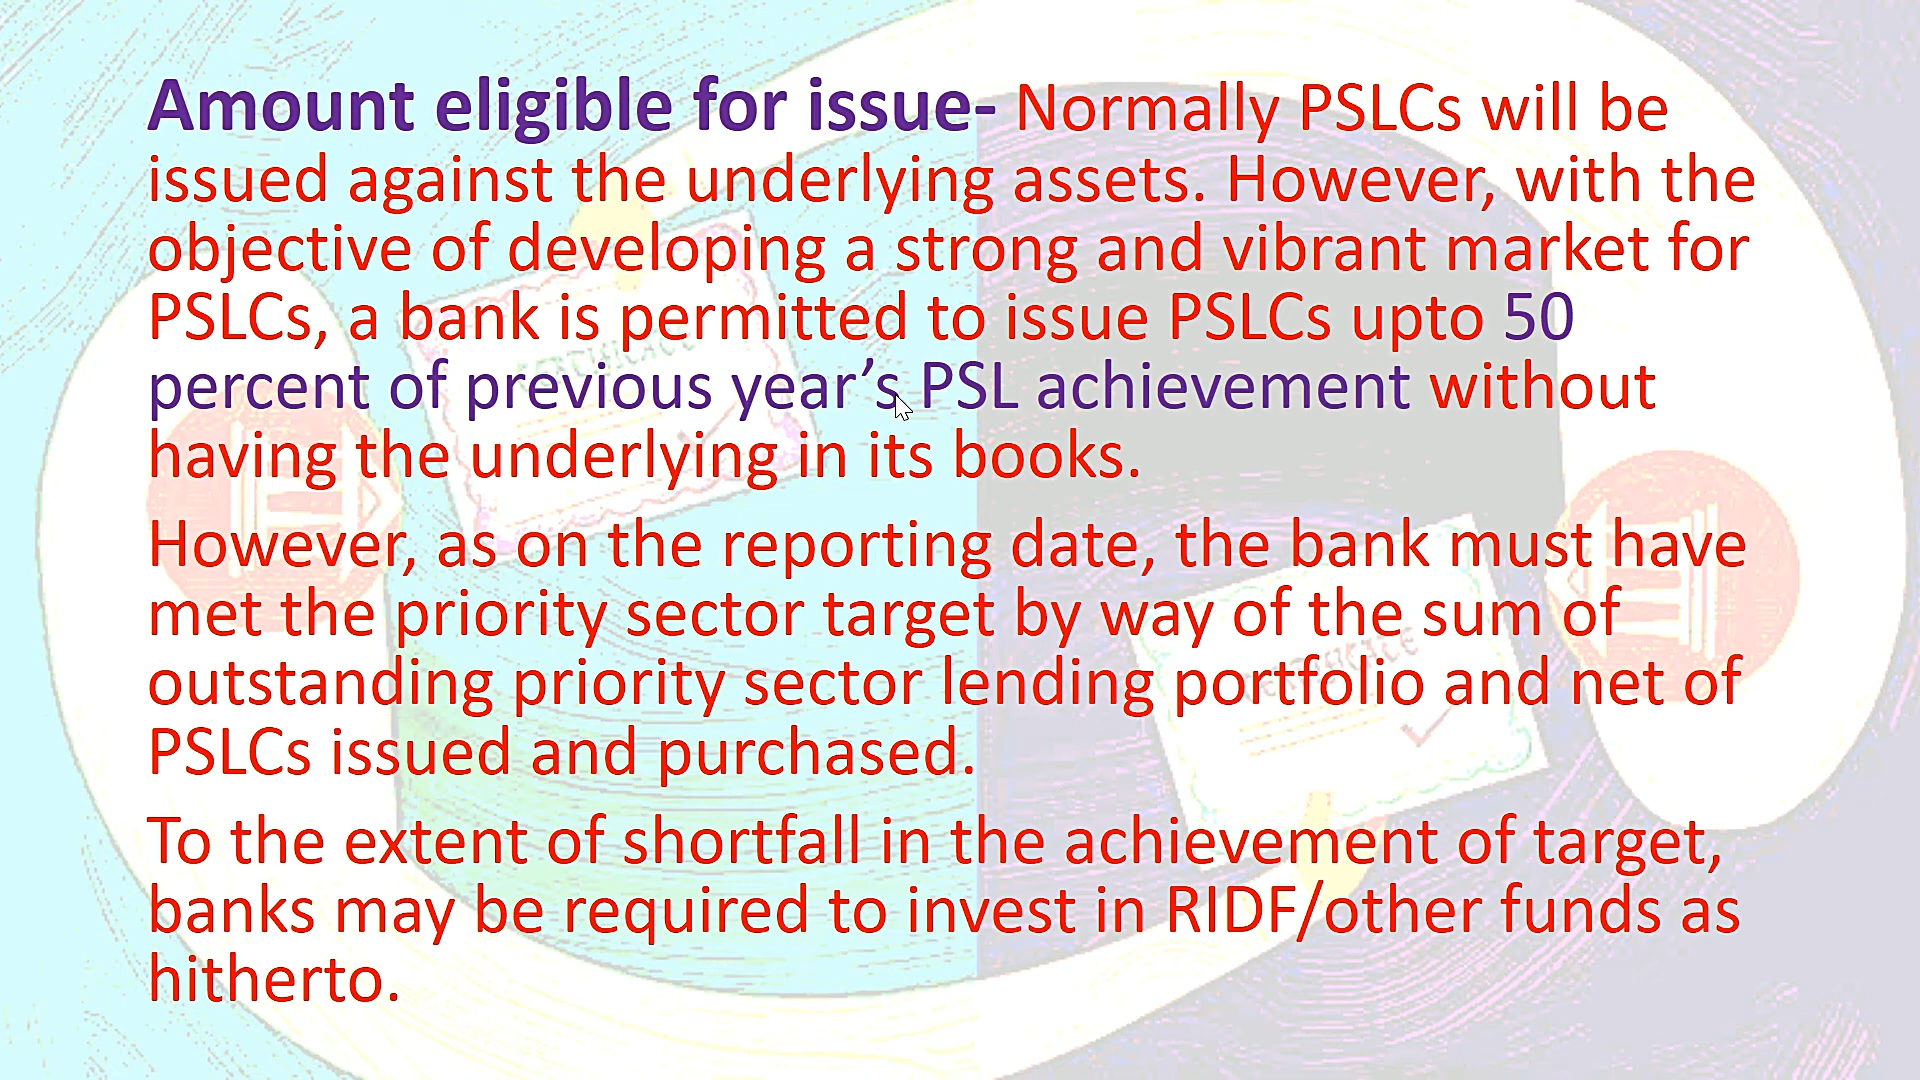 Amount eligible for issue- Normally PSLCs will be
issued against the underlying assets. However, with the
objective of developing a strong and vibrant market for
PSLCs, a bank is permitted to issue PSLCs upto 50
percent of previous year’s PSL achievement without
having the underlying in its books.
However, as on the reporting date, the bank must have
met the priority sector target by way of the sum of
outstanding priority sector lending portfolio and net of
PSLCs issued and purchased.
To the extent of shortfall in the achievement of target,
banks may be required to invest in RIDF/other funds as
hitherto.